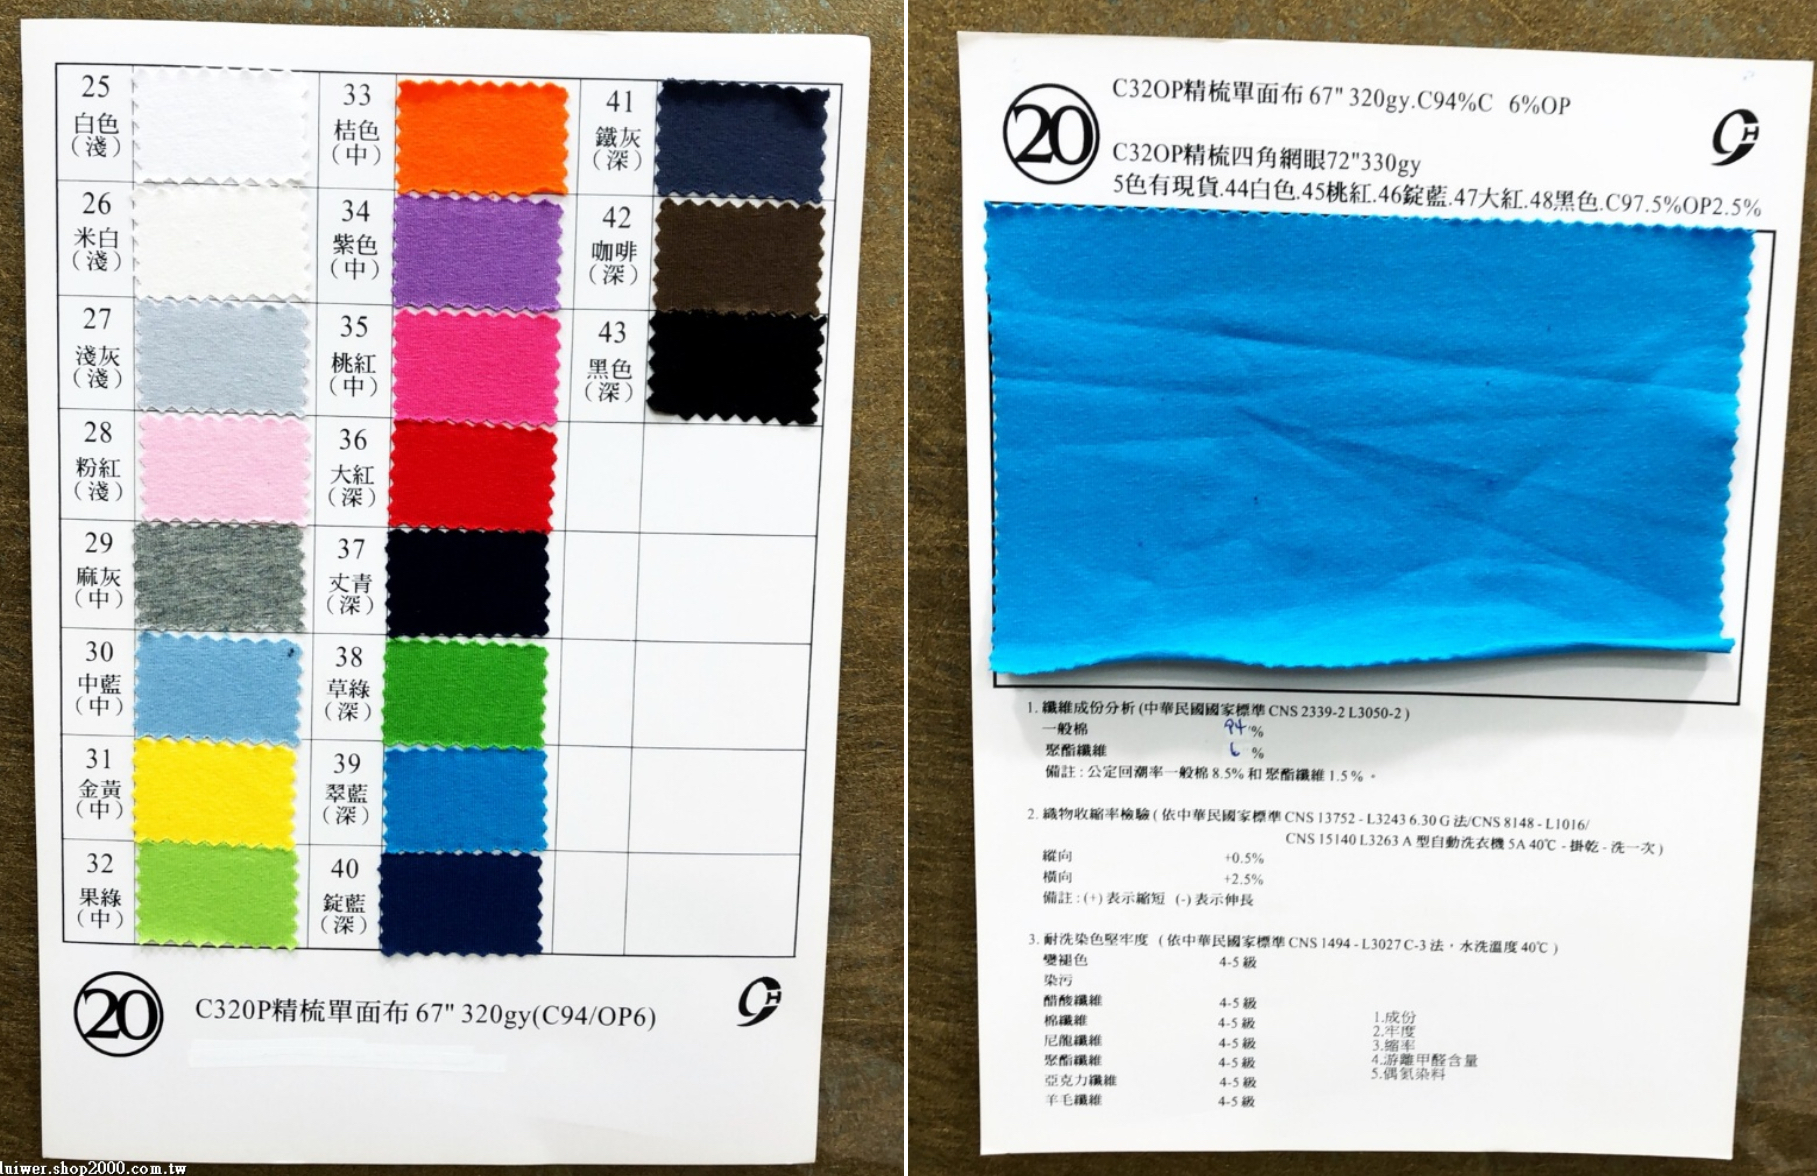 25
白色
(淺)
26
米白
(淺)
27
淺灰
(淺)
28
粉紅
(淺)
29
麻灰
(中)
30
中藍
(中)
31
金黃
(中)
32
果綠
(中)
33
桔色
(中)
34
紫色
(中)
35
桃紅
(中)
36
大紅
(深)
37
丈青
(深)
38
草綠
(深)
39
翠藍
(深)
40
錠藍
(深)
41
鐵灰
(深)
42
咖啡
(深)
43
黑色
(深)
20
C320P精梳單面布 67" 320gy(C94/OP6)
CH
luiwer.shop2000.com.tw
20
C32OP精梳單面布 67" 320gy.C94%C 6%OP
CH
C32OP精梳四角網眼72"330gy
5色有現貨.44白色.45桃紅.46錠藍.47大紅.48黑色.C97.5%OP2.5%
1. 纖維成份分析 (中華民國國家標準 CNS 2339-2 L3050-2 )
一般棉 94 %
聚酯纖維 6 %
備註 : 公定回潮率一般棉 8.5% 和 聚酯纖維 1.5 % 。
2. 織物收縮率檢驗 ( 依中華民國國家標準 CNS 13752 - L3243 6.30 G 法/CNS 8148 - L1016/
CNS 15140 L3263 A 型自動洗衣機 5A 40℃ - 掛乾 - 洗一次 )
縱向 +0.5%
橫向 +2.5%
備註 : (+) 表示縮短 (-) 表示伸長
3. 耐洗染色堅牢度 ( 依中華民國國家標準 CNS 1494 - L3027 C-3 法，水洗溫度 40℃ )
變褪色 4-5 級
染污
醋酸纖維 4-5 級
棉纖維 4-5 級
尼龍纖維 4-5 級
聚酯纖維 4-5 級
亞克力纖維 4-5 級
羊毛纖維 4-5 級
1.成份
2.牢度
3.縮率
4.游離甲醛含量
5.偶氮染料